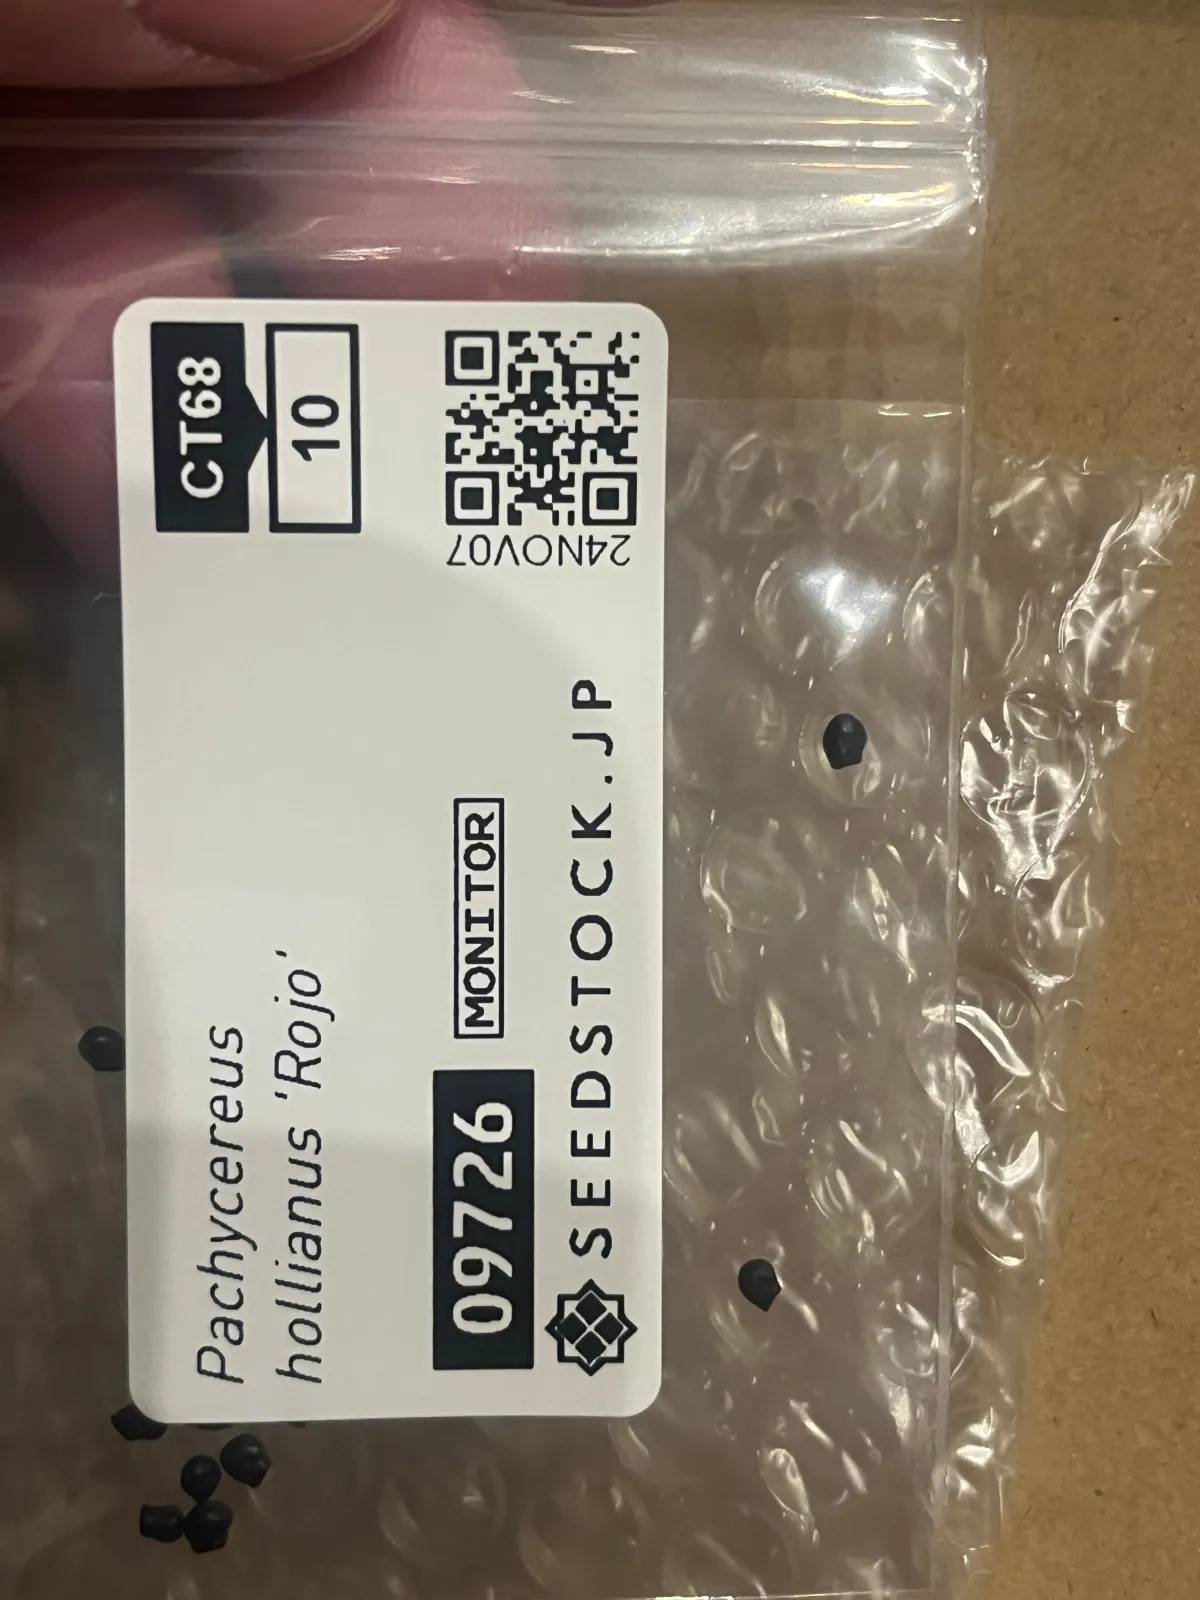 CT68
10
Pachycereus
hollianus 'Rojo'
24NOV07
09726
MONITOR
SEEDSTOCK.JP